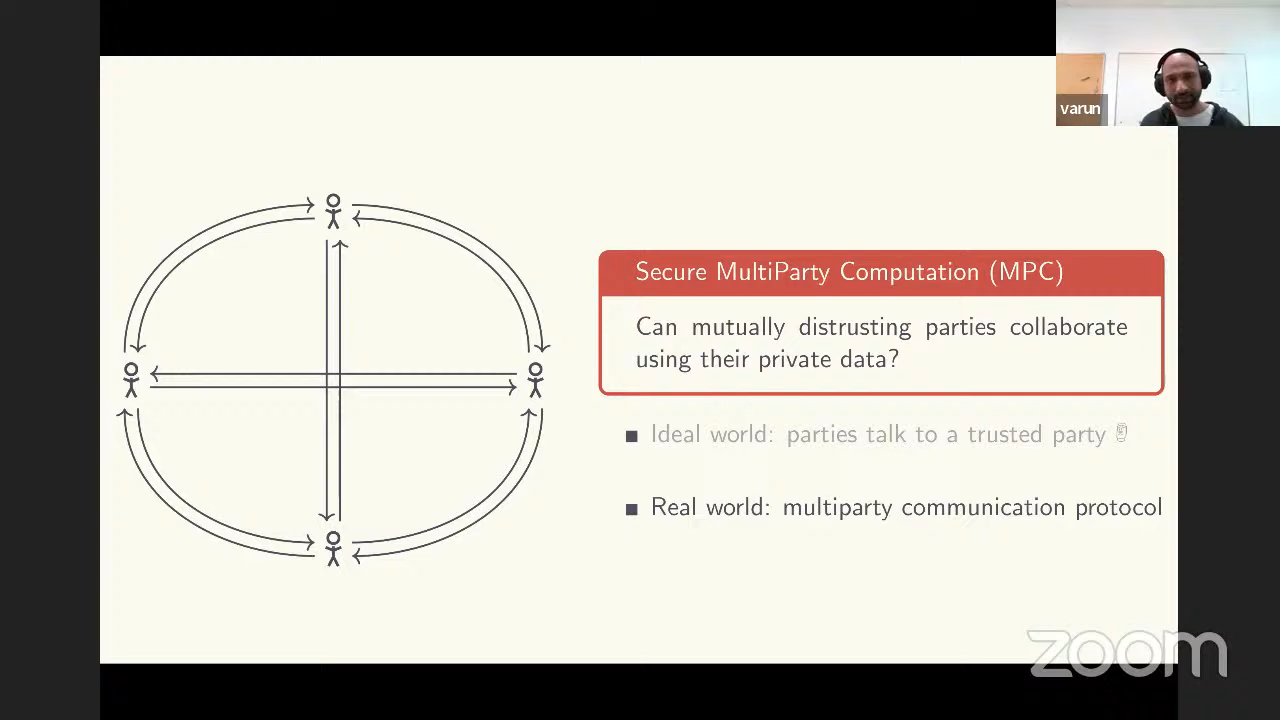 varun
Secure MultiParty Computation (MPC)
Can mutually distrusting parties collaborate
using their private data?
Ideal world: parties talk to a trusted party
Real world: multiparty communication protocol
zoom